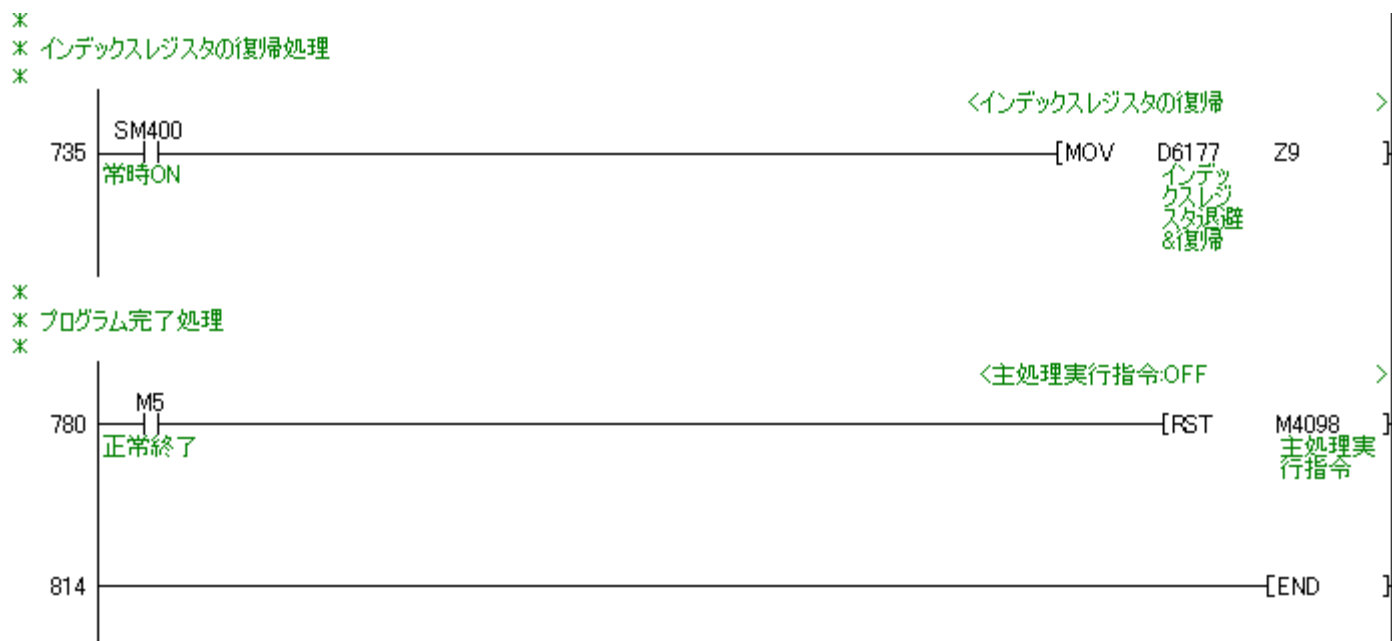 *
* インデックスレジスタの復帰処理
*
<インデックスレジスタの復帰 >
SM400
735 [MOV D6177 Z9 ]
常時ON
インデッ
クスレジ
スタ退避
&復帰
*
* プログラム完了処理
*
<主処理実行指令:OFF >
M5
780 [RST M4098 ]
正常終了
主処理実
行指令
814 [END ]